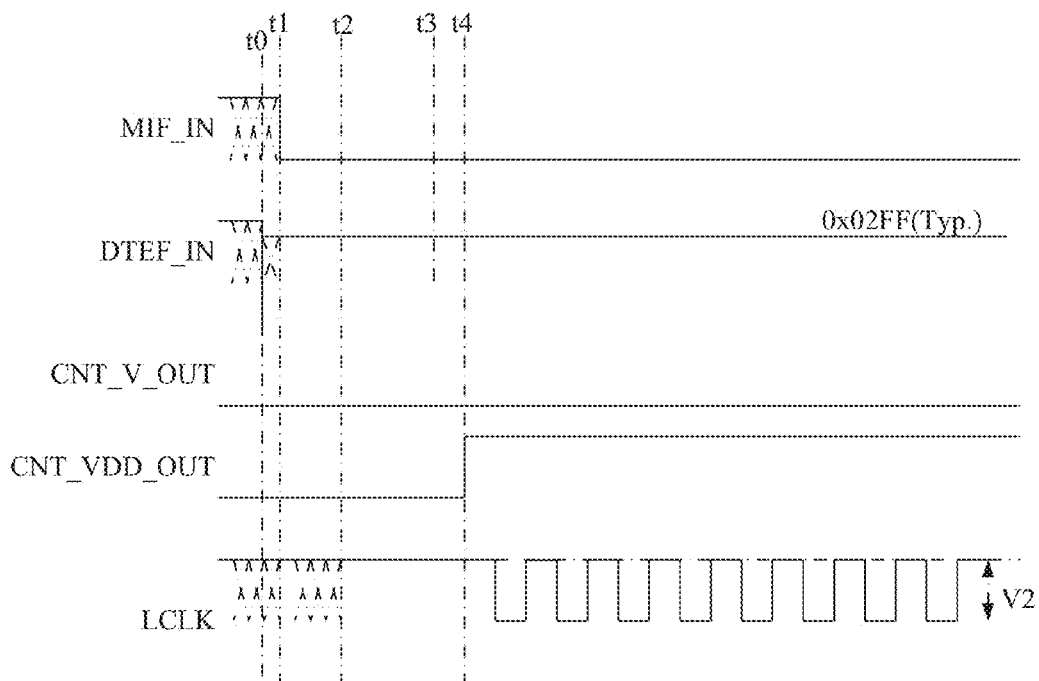 t0 t1 t2 t3 t4
MIF_IN
0x02FF(Typ.)
DTEF_IN
CNT_V_OUT
CNT_VDD_OUT
V2
LCLK